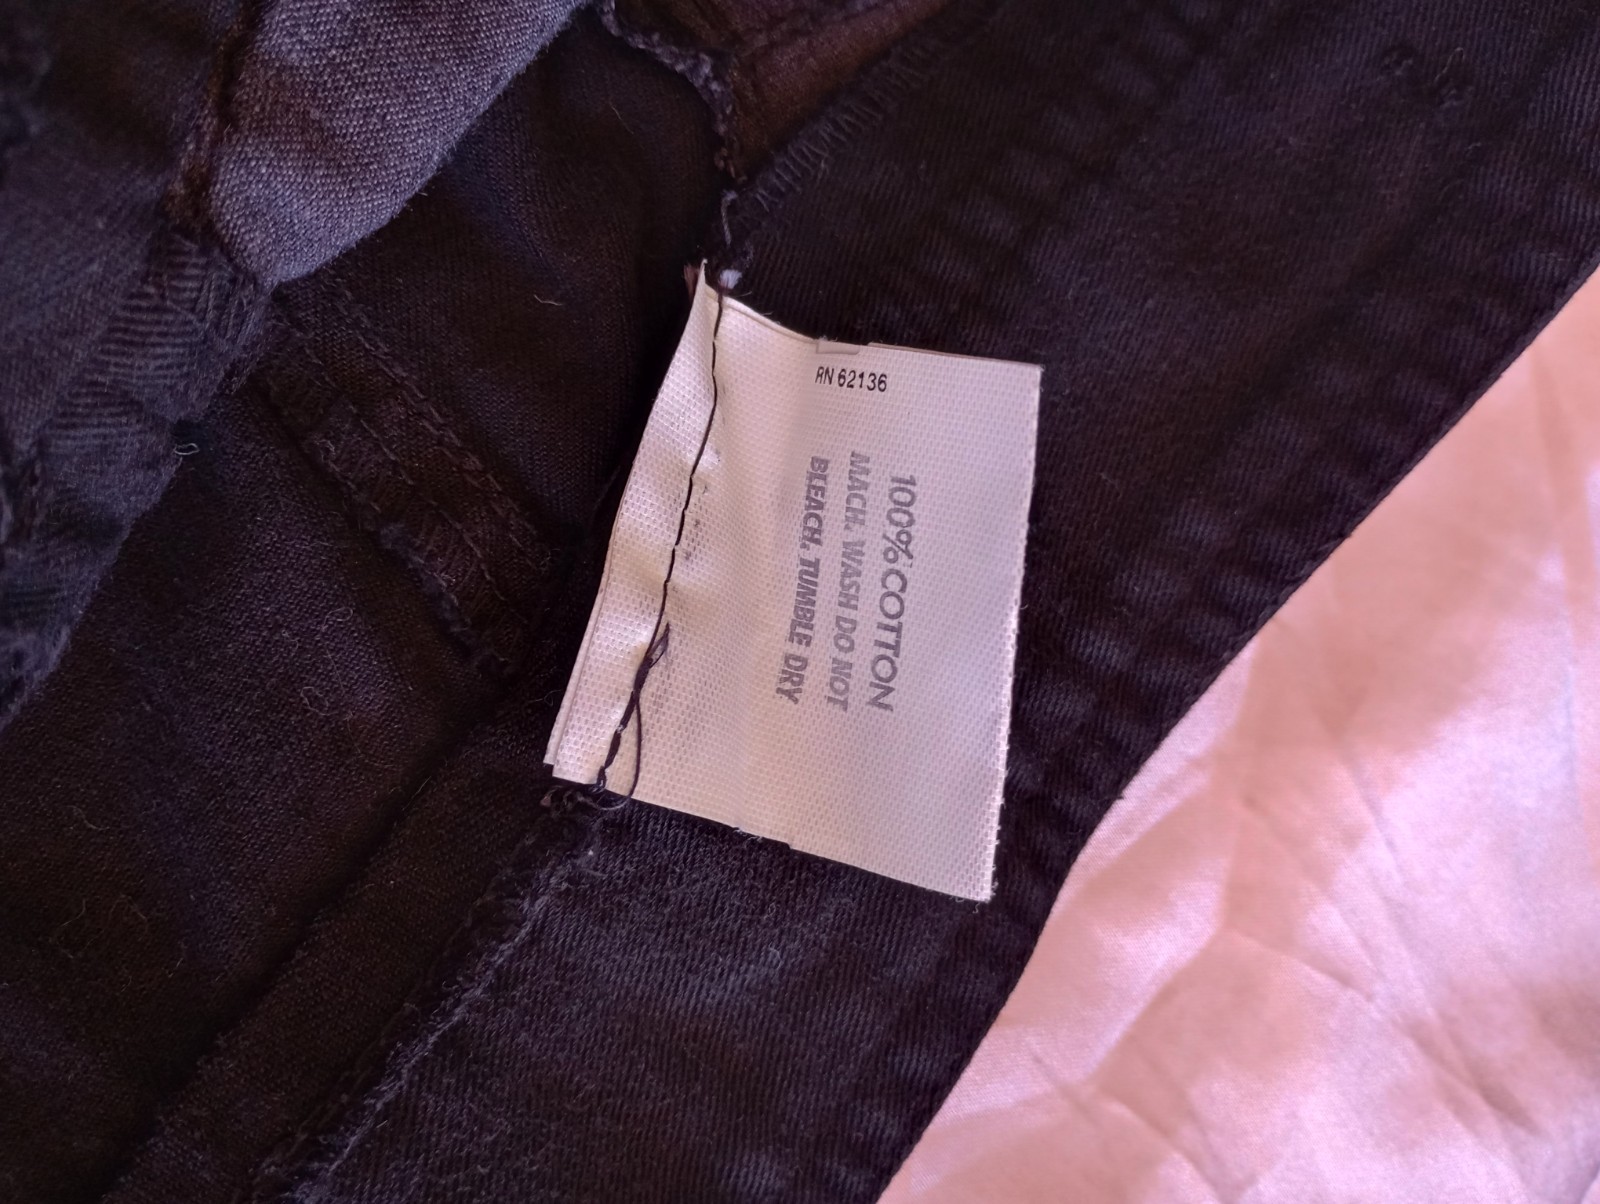 RN 62136
100% COTTON
MACH. WASH DO NOT
BLEACH. TUMBLE DRY